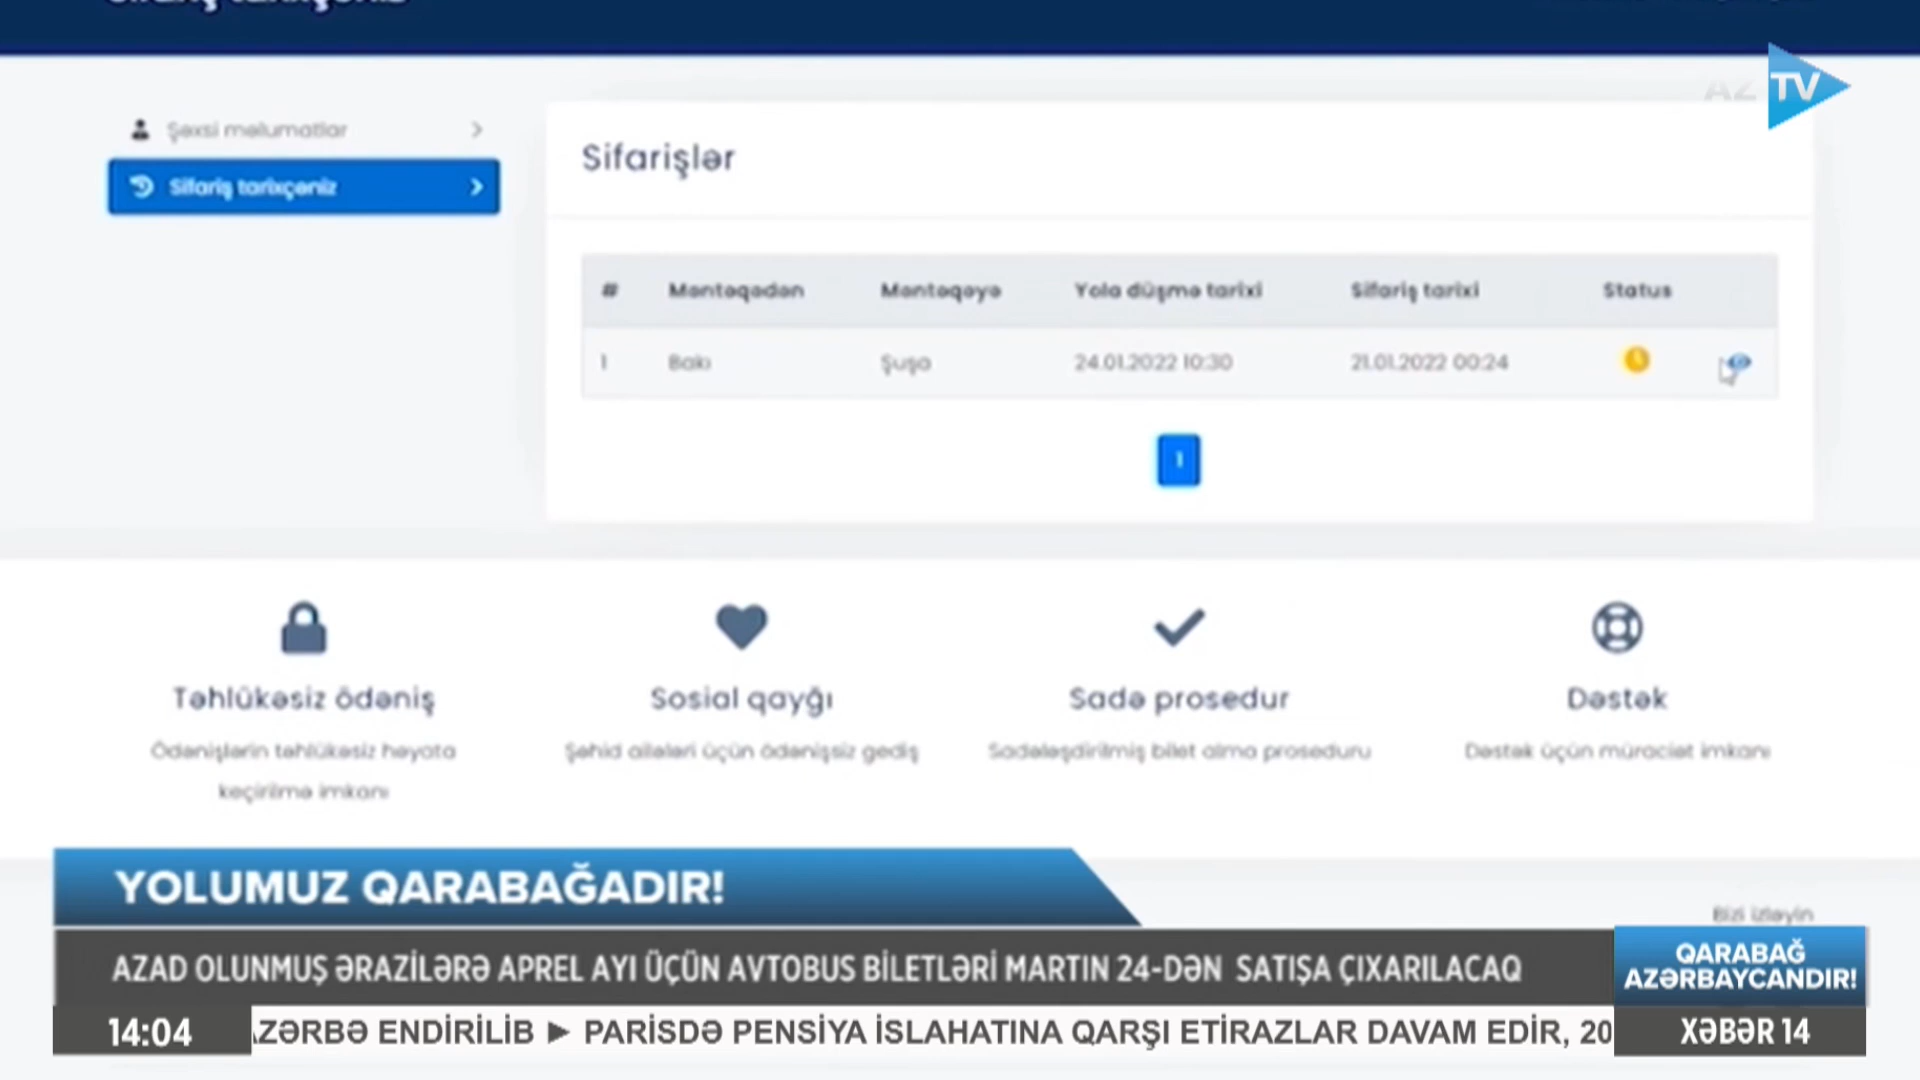 AZ TV
Şəxsi məlumatlar
Sifariş tarixçəniz
Sifarişlər
# Məntəqədən Məntəqəyə Yola düşmə tarixi Sifariş tarixi Status
1 Bakı Şuşa 24.01.2022 10:30 21.01.2022 00:24
1
Təhlükəsiz ödəniş
Ödənişlərin təhlükəsiz həyata
keçirilmə imkanı
Sosial qayğı
Şəhid ailələri üçün ödənişsiz gediş
Sadə prosedur
Sadələşdirilmiş bilet alma proseduru
Dəstək
Dəstək üçün müraciət imkanı
Bizi izləyin
YOLUMUZ QARABAĞADIR!
AZAD OLUNMUŞ ƏRAZİLƏRƏ APREL AYI ÜÇÜN AVTOBUS BİLETLƏRİ MARTIN 24-DƏN SATIŞA ÇIXARILACAQ
QARABAĞ
AZƏRBAYCANDIR!
14:04
ZƏRBƏ ENDİRİLİB ► PARİSDƏ PENSİYA İSLAHATINA QARŞI ETİRAZLAR DAVAM EDİR, 20
XƏBƏR 14